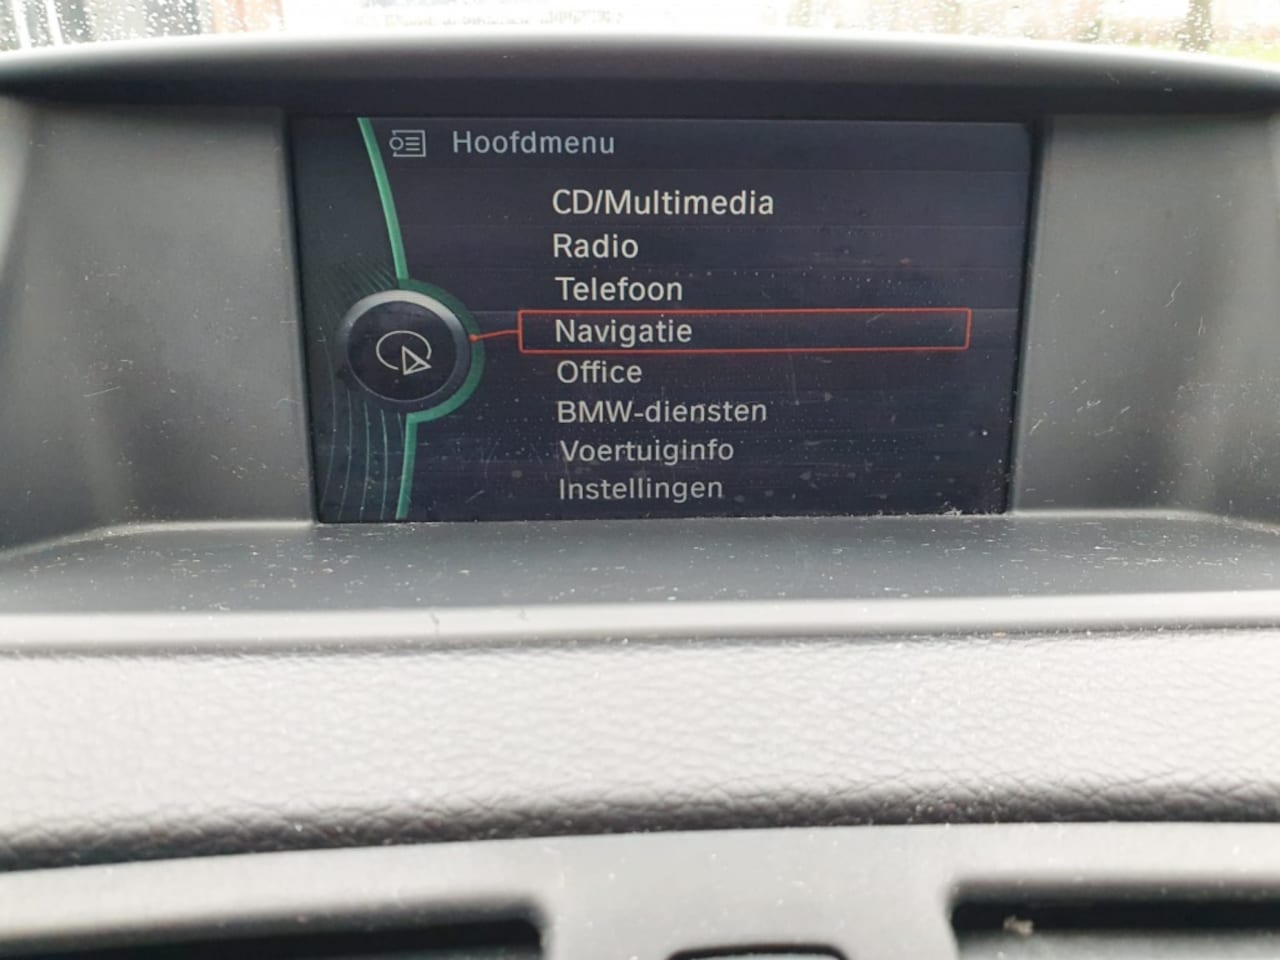 Hoofdmenu
CD/Multimedia
Radio
Telefoon
Navigatie
Office
BMW-diensten
Voertuiginfo
Instellingen